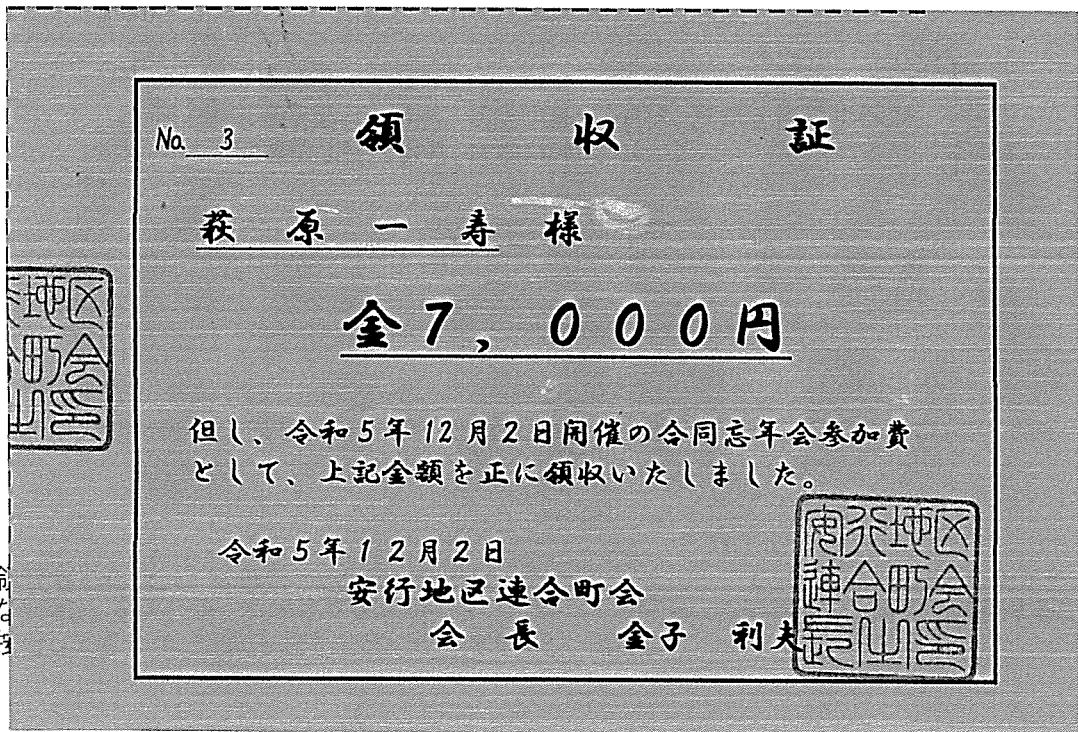 No. 3 領収証
萩原一寿様
金7,000円
但し、令和5年12月2日開催の合同忘年会参加費
として、上記金額を正に領収いたしました。
令和5年12月2日
安行地区連合町会
会長 金子 利夫